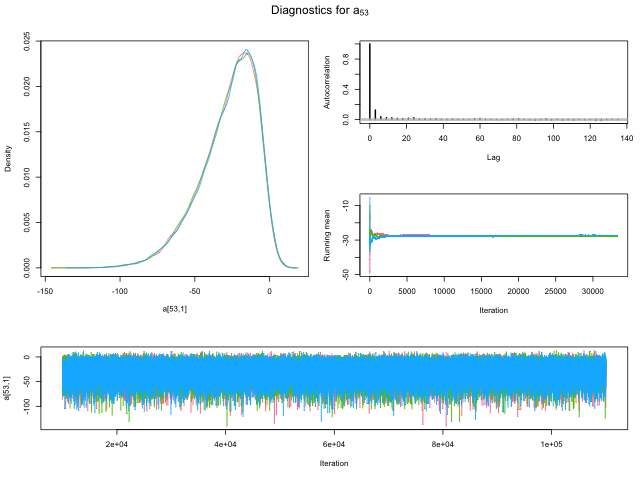 Diagnostics for a53
Density
0.000 0.005 0.010 0.015 0.020 0.025
-150 -100 -50 0
a[53,1]
Autocorrelation
0.0 0.4 0.8
0 20 40 60 80 100 120 140
Lag
Running mean
-50 -30 -10
0 5000 10000 15000 20000 25000 30000
Iteration
a[53,1]
-100 -50 0
2e+04 4e+04 6e+04 8e+04 1e+05
Iteration